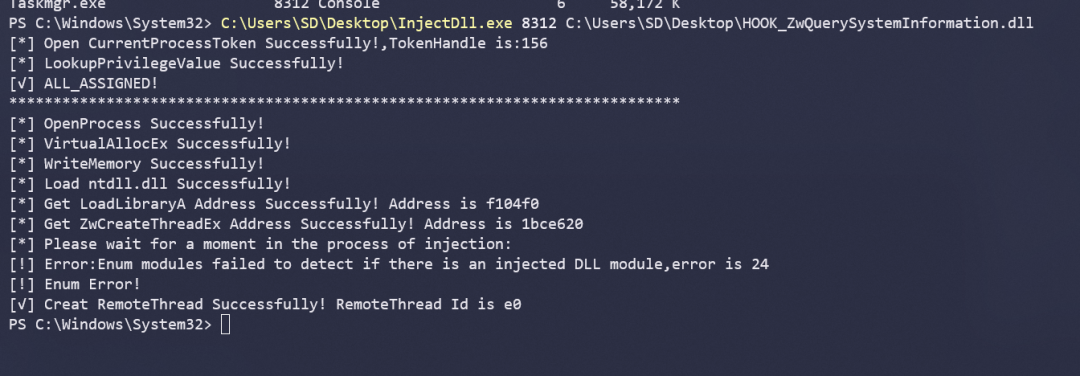 Taskmgr.exe 8312 Console 6 58,172 K
PS C:\Windows\System32> C:\Users\SD\Desktop\InjectDll.exe 8312 C:\Users\SD\Desktop\HOOK_ZwQuerySystemInformation.dll
[*] Open CurrentProcessToken Successfully!,TokenHandle is:156
[*] LookupPrivilegeValue Successfully!
[√] ALL_ASSIGNED!
****************************************************************************
[*] OpenProcess Successfully!
[*] VirtualAllocEx Successfully!
[*] WriteMemory Successfully!
[*] Load ntdll.dll Successfully!
[*] Get LoadLibraryA Address Successfully! Address is f104f0
[*] Get ZwCreateThreadEx Address Successfully! Address is 1bce620
[*] Please wait for a moment in the process of injection:
[!] Error:Enum modules failed to detect if there is an injected DLL module,error is 24
[!] Enum Error!
[√] Creat RemoteThread Successfully! RemoteThread Id is e0
PS C:\Windows\System32>